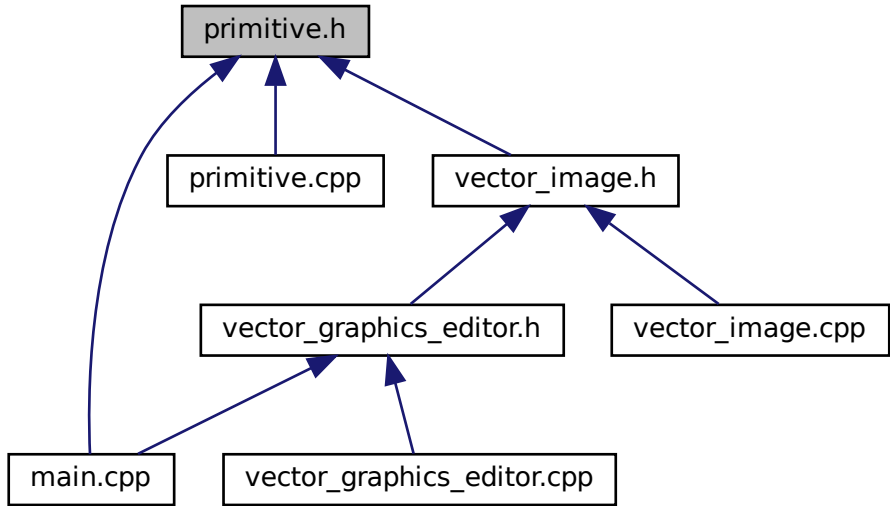 primitive.h
primitive.cpp
vector_image.h
vector_graphics_editor.h
vector_image.cpp
main.cpp
vector_graphics_editor.cpp